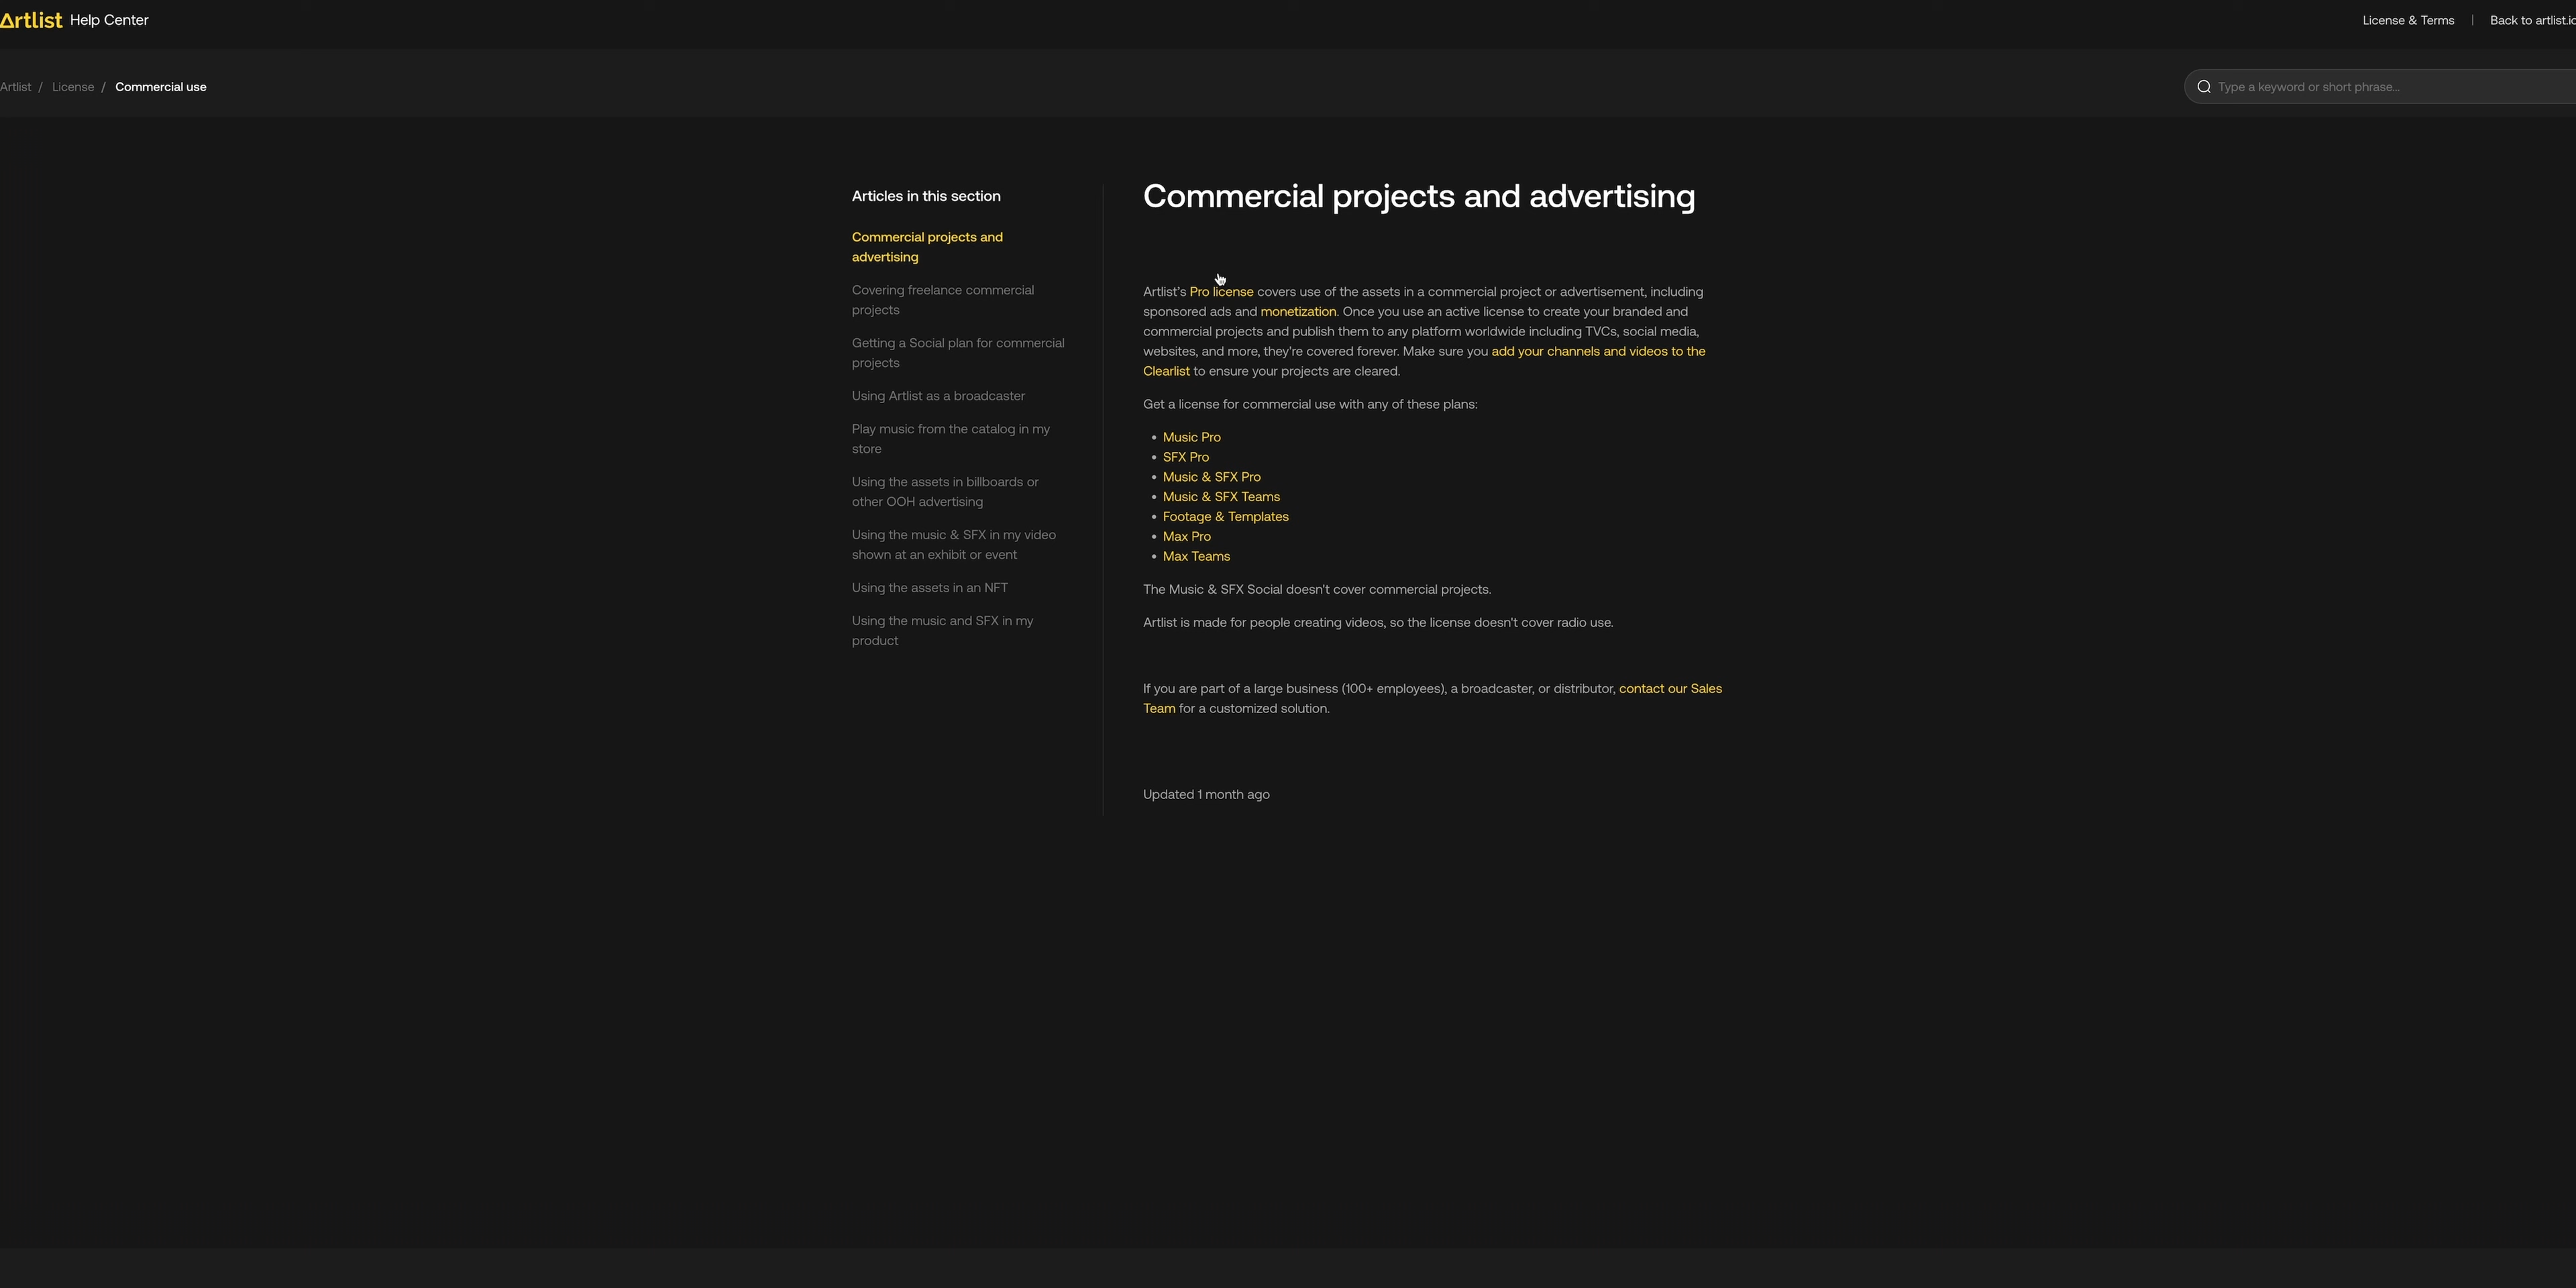 Artlist Help Center
License & Terms | Back to artlist.io
Artlist / License / Commercial use
Type a keyword or short phrase...
Articles in this section
Commercial projects and
advertising
Covering freelance commercial
projects
Getting a Social plan for commercial
projects
Using Artlist as a broadcaster
Play music from the catalog in my
store
Using the assets in billboards or
other OOH advertising
Using the music & SFX in my video
shown at an exhibit or event
Using the assets in an NFT
Using the music and SFX in my
product
Commercial projects and advertising
Artlist's Pro license covers use of the assets in a commercial project or advertisement, including
sponsored ads and monetization. Once you use an active license to create your branded and
commercial projects and publish them to any platform worldwide including TVCs, social media,
websites, and more, they're covered forever. Make sure you add your channels and videos to the
Clearlist to ensure your projects are cleared.
Get a license for commercial use with any of these plans:
• Music Pro
• SFX Pro
• Music & SFX Pro
• Music & SFX Teams
• Footage & Templates
• Max Pro
• Max Teams
The Music & SFX Social doesn't cover commercial projects.
Artlist is made for people creating videos, so the license doesn't cover radio use.
If you are part of a large business (100+ employees), a broadcaster, or distributor, contact our Sales
Team for a customized solution.
Updated 1 month ago